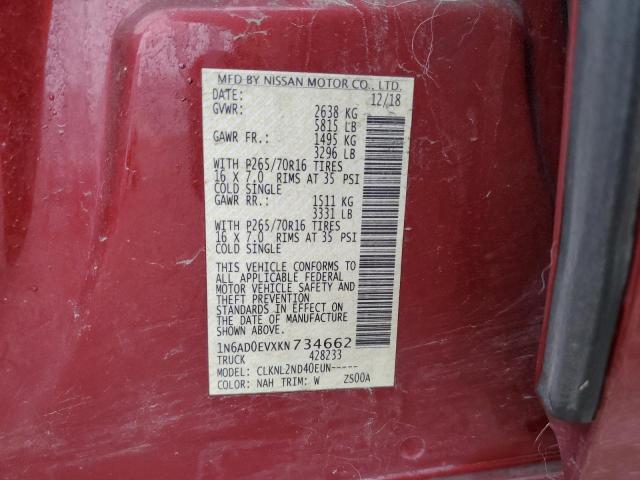 MFD BY NISSAN MOTOR CO., LTD.
DATE: 12/18
GVWR: 2638 KG
5815 LB
GAWR FR.: 1495 KG
3296 LB
WITH P265/70R16 TIRES
16 X 7.0 RIMS AT 35 PSI
COLD SINGLE
GAWR RR.: 1511 KG
3331 LB
WITH P265/70R16 TIRES
16 X 7.0 RIMS AT 35 PSI
COLD SINGLE
THIS VEHICLE CONFORMS TO
ALL APPLICABLE FEDERAL
MOTOR VEHICLE SAFETY AND
THEFT PREVENTION
STANDARDS IN EFFECT ON THE
DATE OF MANUFACTURE SHOWN
ABOVE.
1N6AD0EVXKN734662
TRUCK 428233
MODEL: CLKNL2ND40EUN-----
COLOR: NAH TRIM: W ZS00A